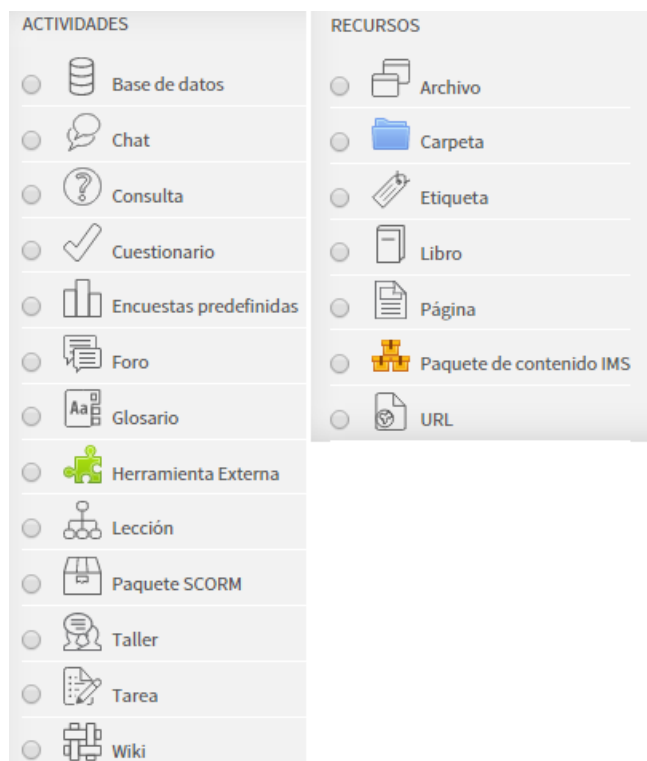 ACTIVIDADES
Base de datos
Chat
Consulta
Cuestionario
Encuestas predefinidas
Foro
Aa
Glosario
Herramienta Externa
Lección
Paquete SCORM
Taller
Tarea
Wiki
RECURSOS
Archivo
Carpeta
Etiqueta
Libro
Página
Paquete de contenido IMS
URL